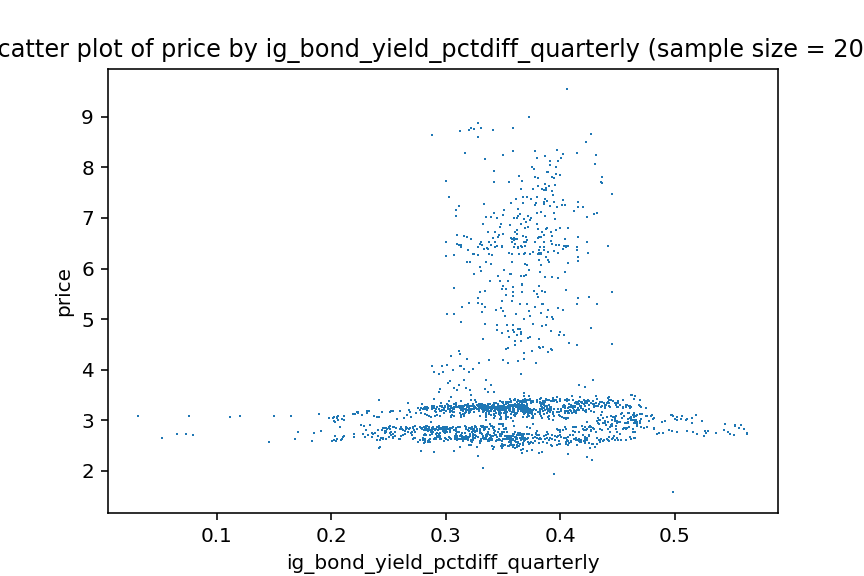 catter plot of price by ig_bond_yield_pctdiff_quarterly (sample size = 20
9
8
7
6
5
4
3
2
price
0.1 0.2 0.3 0.4 0.5
ig_bond_yield_pctdiff_quarterly